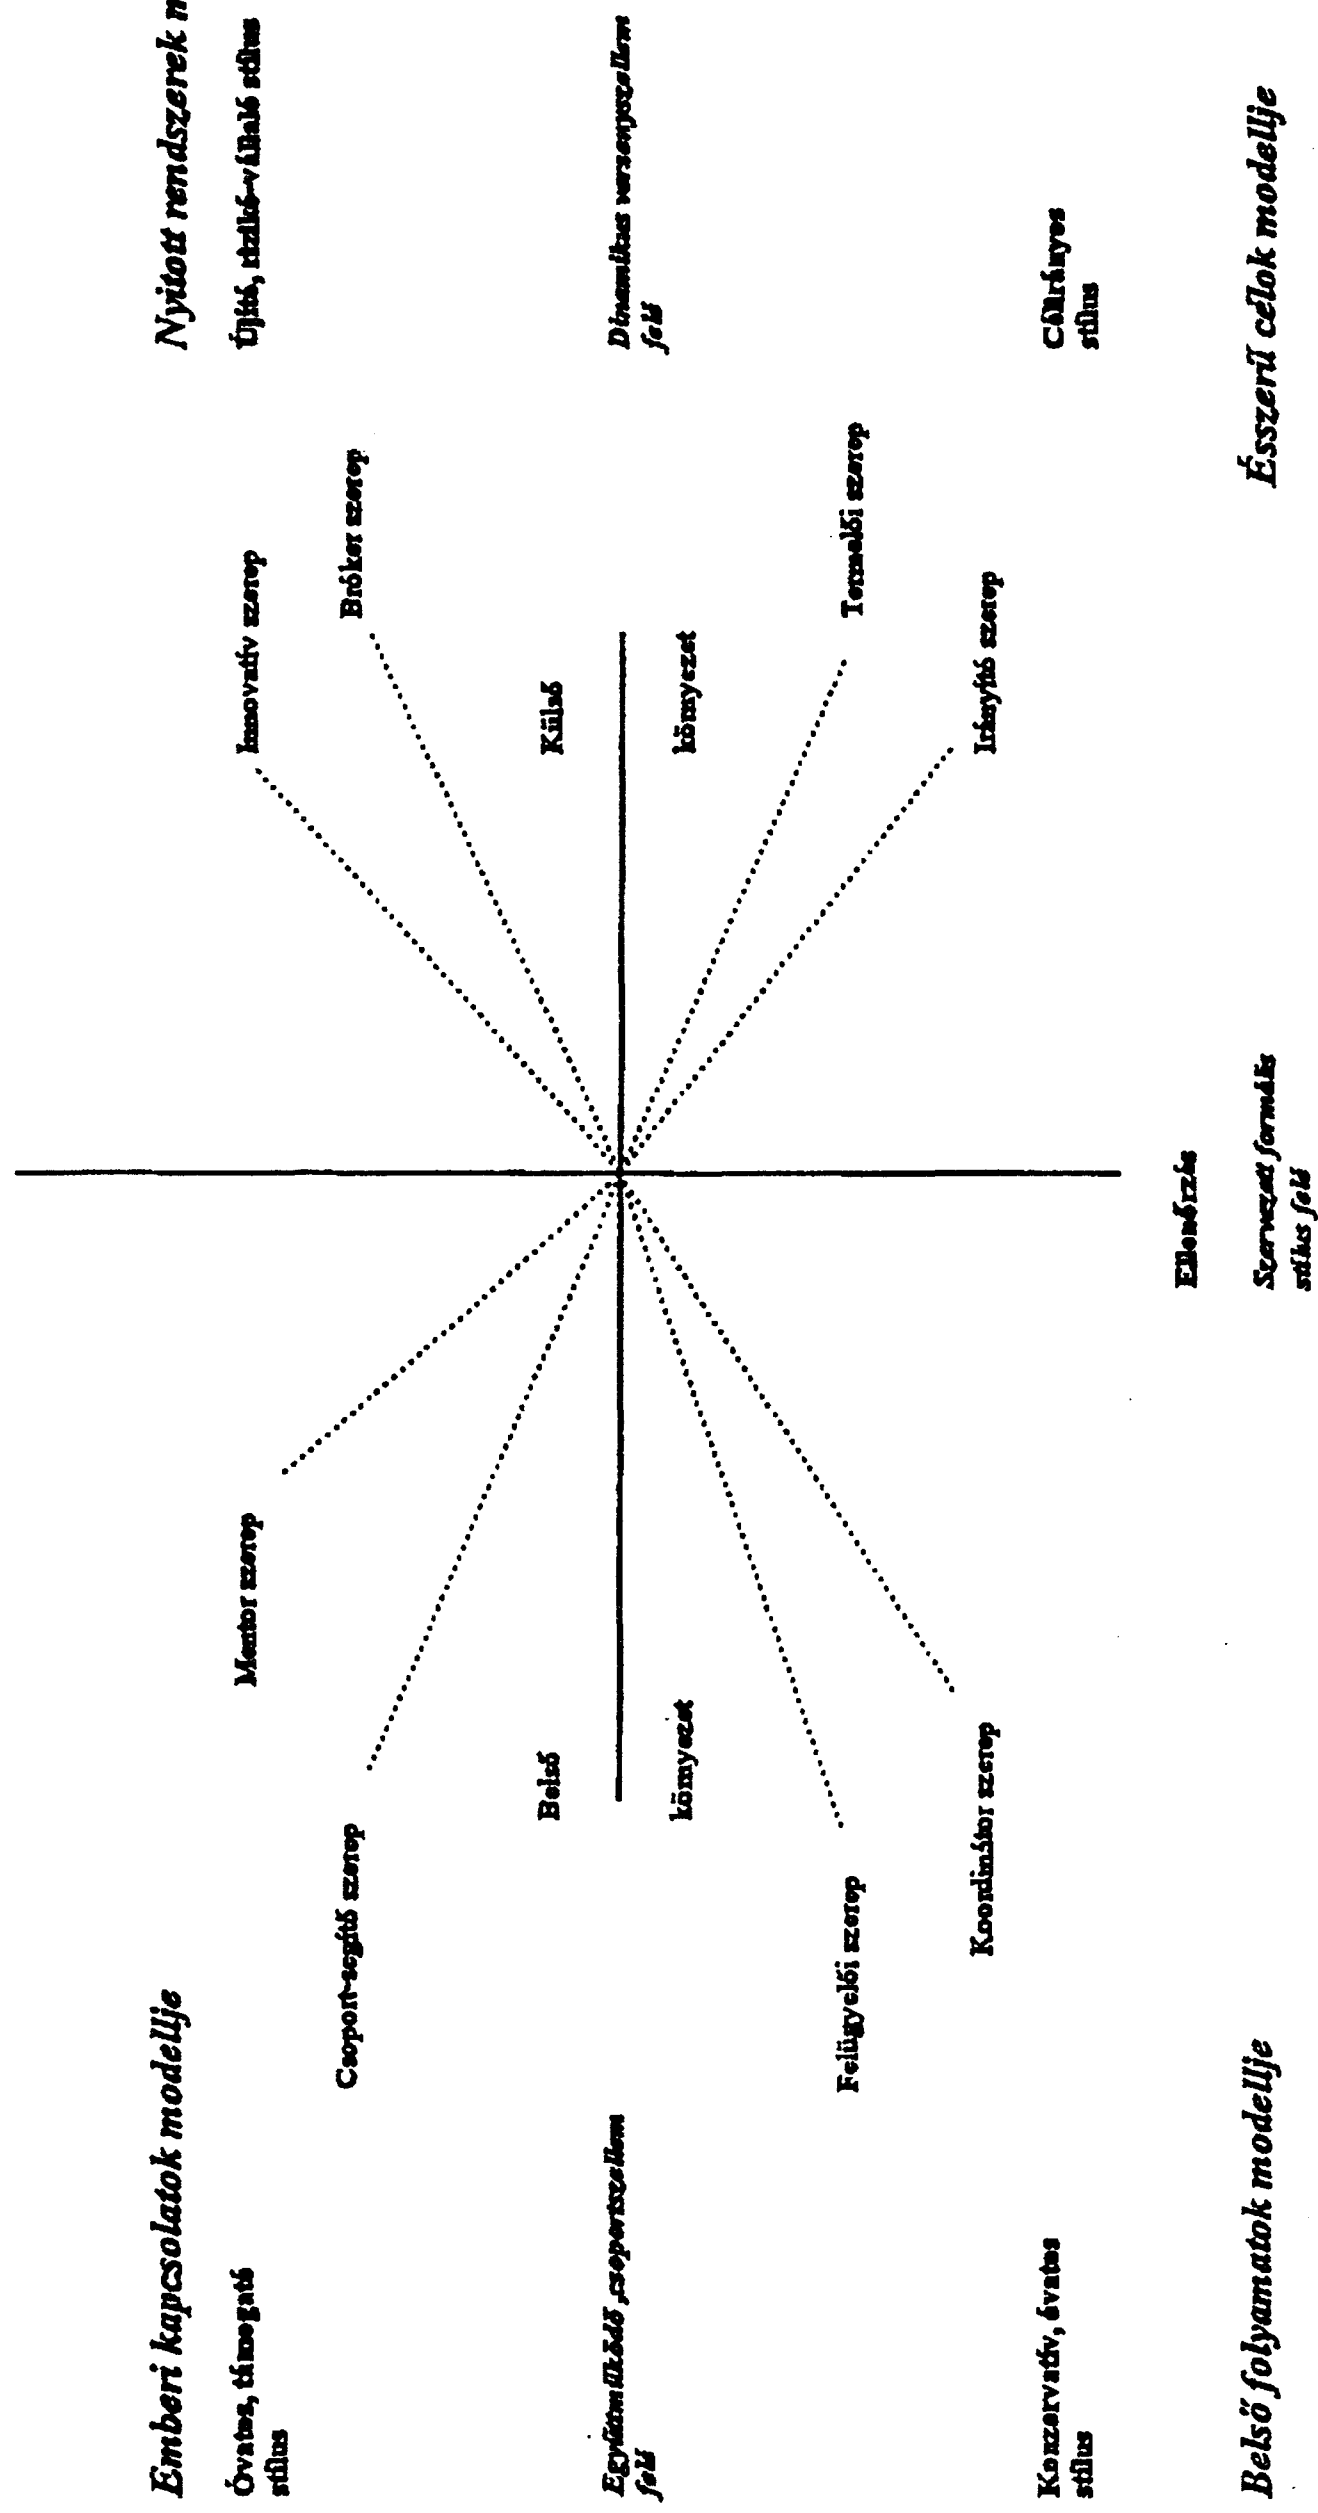 Emberi kapcsolatok modellje
Nyitott rendszerek
Óvatos, támogató
stílus
Mentor szerep
Innovatív szerep
Újító, rizikó-vállaló stílus
Csoport-segítő szerep
Bróker szerep
Belső
környezet
Külső
környezet
Együttműködő csoportszellem
felé
Dinamikus versenyszellem
felé
Felügyelői szerep
Termelői szerep
Koordinátor szerep
Irányító szerep
Konzervatív, óvatos
stílus
Célirányos
stílus
Ellenőrzés
Belső folyamatok modellje
Szervezeti formális
stílus felé
Ésszerű célok modellje